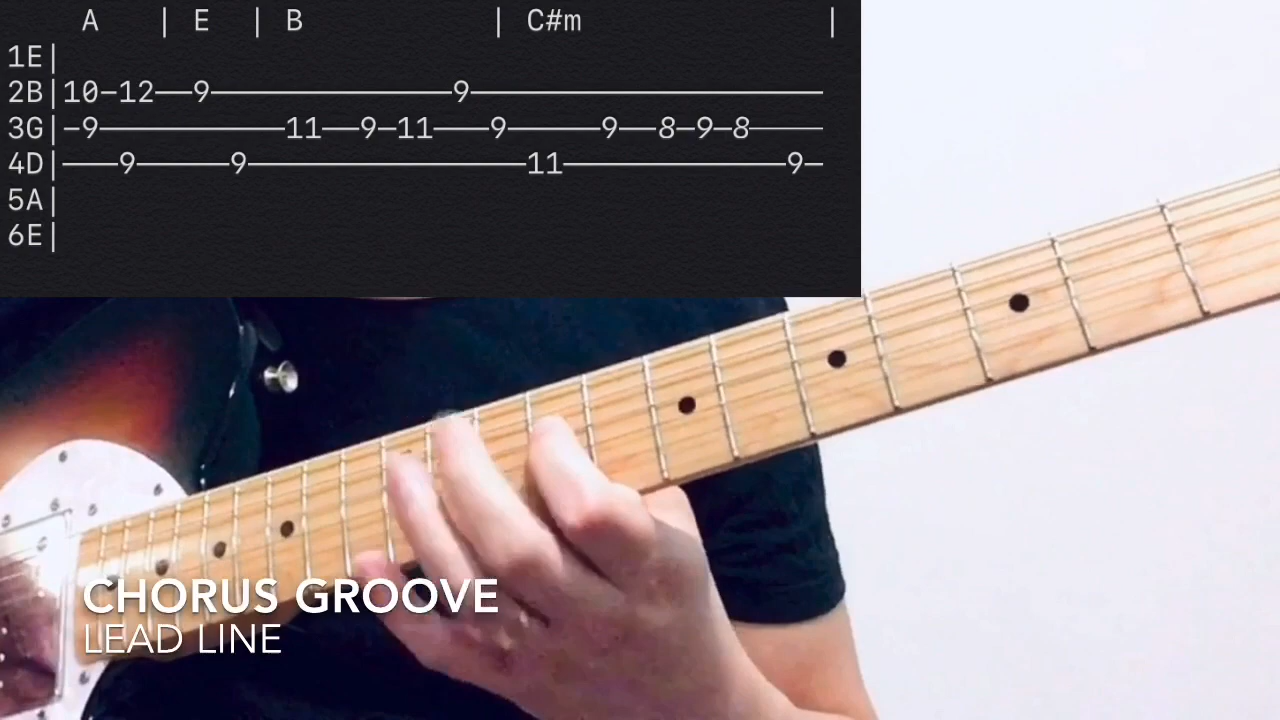 A | E | B | C#m |
1E|
2B|10—12——9—————————————9———————————————————
3G|—9——————————11——9—11———9—————9——8—9—8————
4D|———9—————9———————————————11————————————9—
5A|
6E|
CHORUS GROOVE
LEAD LINE